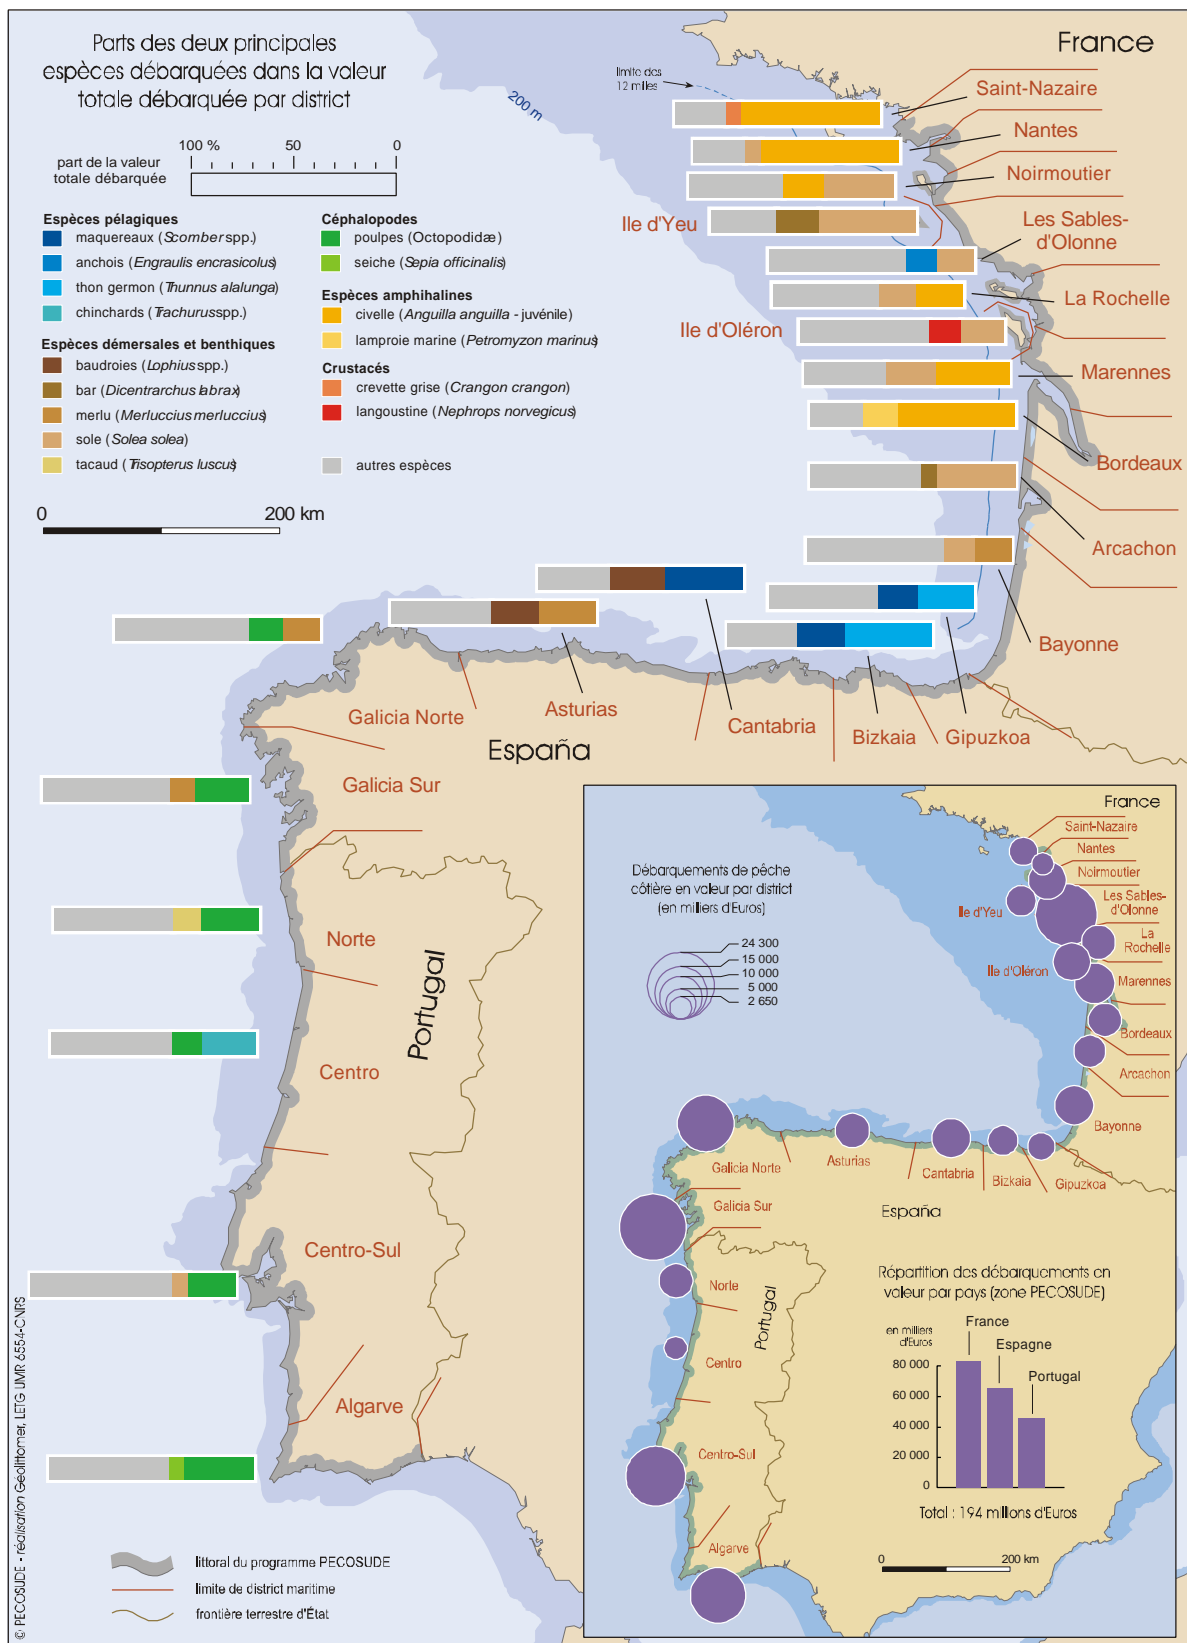 Parts des deux principales
espèces débarquées dans la valeur
totale débarquée par district
100 %
50
0
part de la valeur
totale débarquée
Espèces pélagiques
maquereaux (Scomber spp.)
anchois (Engraulis encrasicolus)
thon germon (Thunnus alalunga)
chinchards (Trachurus spp.)
Espèces démersales et benthiques
baudroies (Lophius spp.)
bar (Dicentrarchus labrax)
merlu (Merluccius merluccius)
sole (Solea solea)
tacaud (Trisopterus luscus)
Céphalopodes
poulpes (Octopodidæ)
seiche (Sepia officinalis)
Espèces amphihalines
civelle (Anguilla anguilla - juvénile)
lamproie marine (Petromyzon marinus)
Crustacés
crevette grise (Crangon crangon)
langoustine (Nephrops norvegicus)
autres espèces
0
200 km
200 m
limite des
12 milles
France
Saint-Nazaire
Nantes
Noirmoutier
Ile d'Yeu
Les Sables-
d'Olonne
La Rochelle
Ile d'Oléron
Marennes
Bordeaux
Arcachon
Bayonne
Galicia Norte
Asturias
Cantabria
Bizkaia
Gipuzkoa
España
Galicia Sur
Norte
Portugal
Centro
Centro-Sul
Algarve
France
Saint-Nazaire
Nantes
Noirmoutier
Les Sables-
d'Olonne
Ile d'Yeu
La
Rochelle
Ile d'Oléron
Marennes
Bordeaux
Arcachon
Bayonne
Débarquements de pêche
côtière en valeur par district
(en milliers d'Euros)
24 300
15 000
10 000
5 000
2 650
Galicia Norte
Asturias
Cantabria
Bizkaia
Gipuzkoa
Galicia Sur
España
Norte
Portugal
Centro
Centro-Sul
Algarve
Répartition des débarquements en
valeur par pays (zone PECOSUDE)
en milliers
d'Euros
France
Espagne
Portugal
80 000
60 000
40 000
20 000
0
Total : 194 millions d'Euros
0
200 km
littoral du programme PECOSUDE
limite de district maritime
frontière terrestre d'État
© PECOSUDE - réalisation Géolittomer, LETG UMR 6554-CNRS